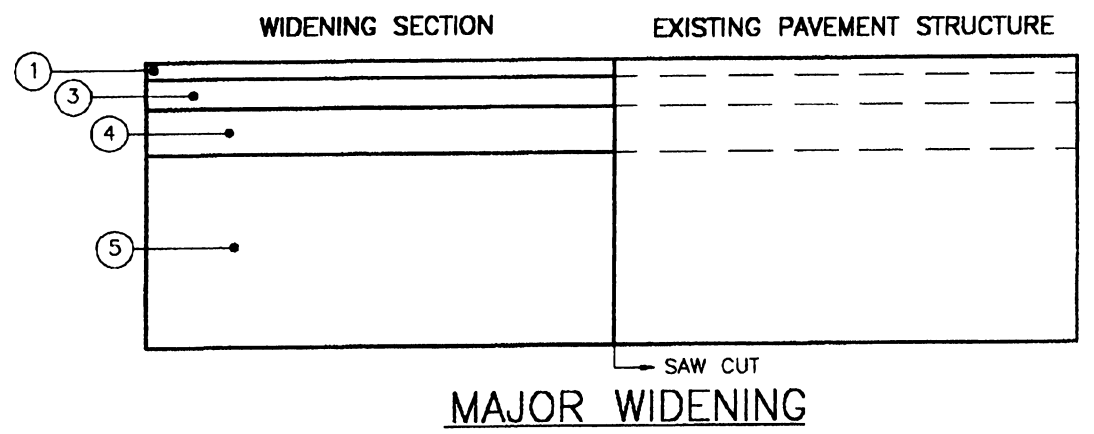 WIDENING SECTION EXISTING PAVEMENT STRUCTURE
1
3
4
5
SAW CUT
MAJOR WIDENING